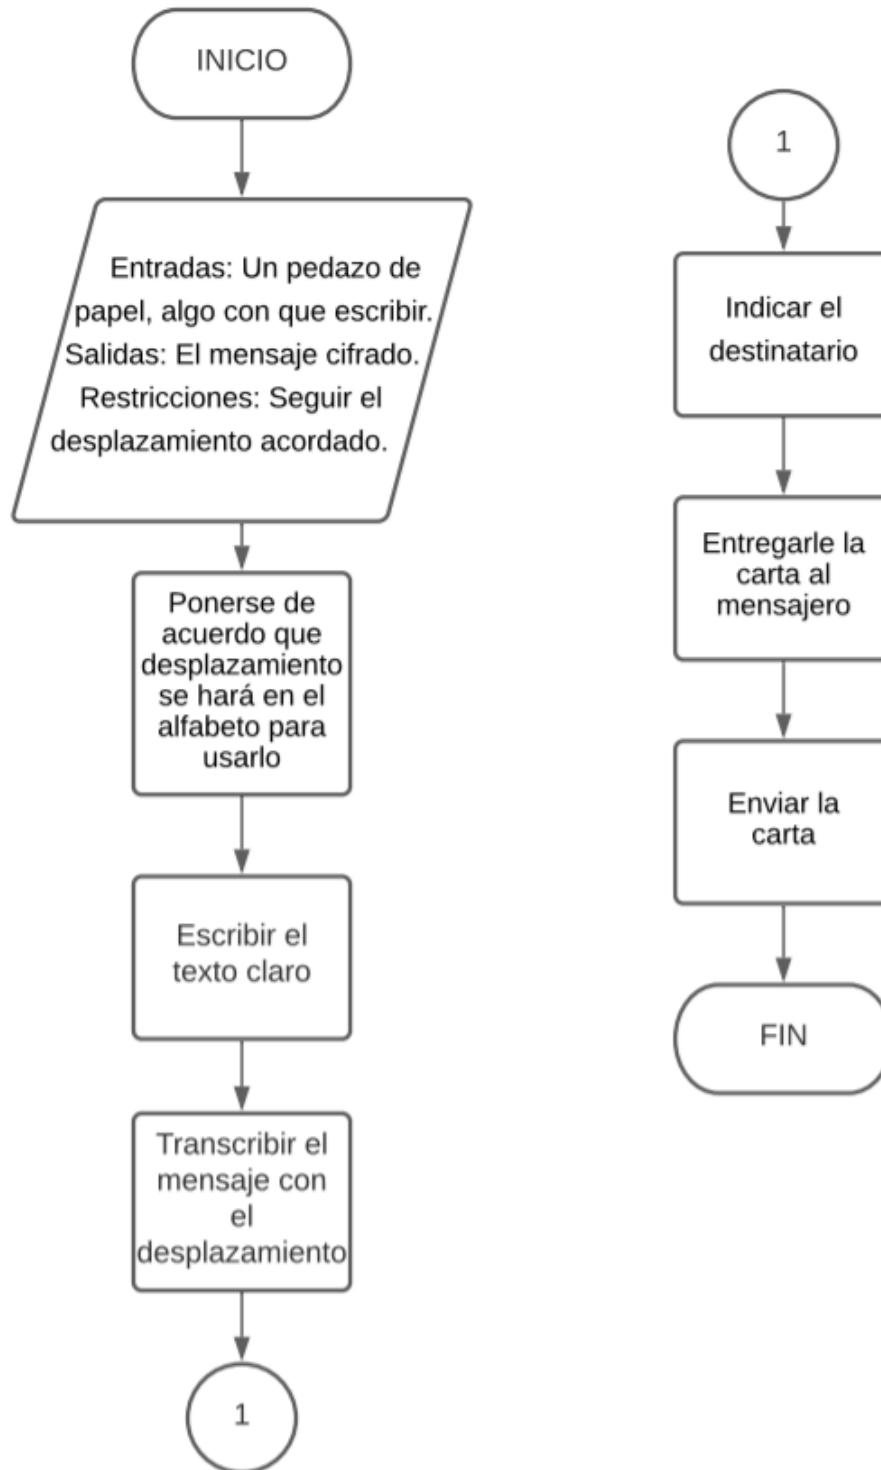 INICIO
Entradas: Un pedazo de
papel, algo con que escribir.
Salidas: El mensaje cifrado.
Restricciones: Seguir el
desplazamiento acordado.
Ponerse de
acuerdo que
desplazamiento
se hará en el
alfabeto para
usarlo
Escribir el
texto claro
Transcribir el
mensaje con
el
desplazamiento
1
1
Indicar el
destinatario
Entregarle la
carta al
mensajero
Enviar la
carta
FIN